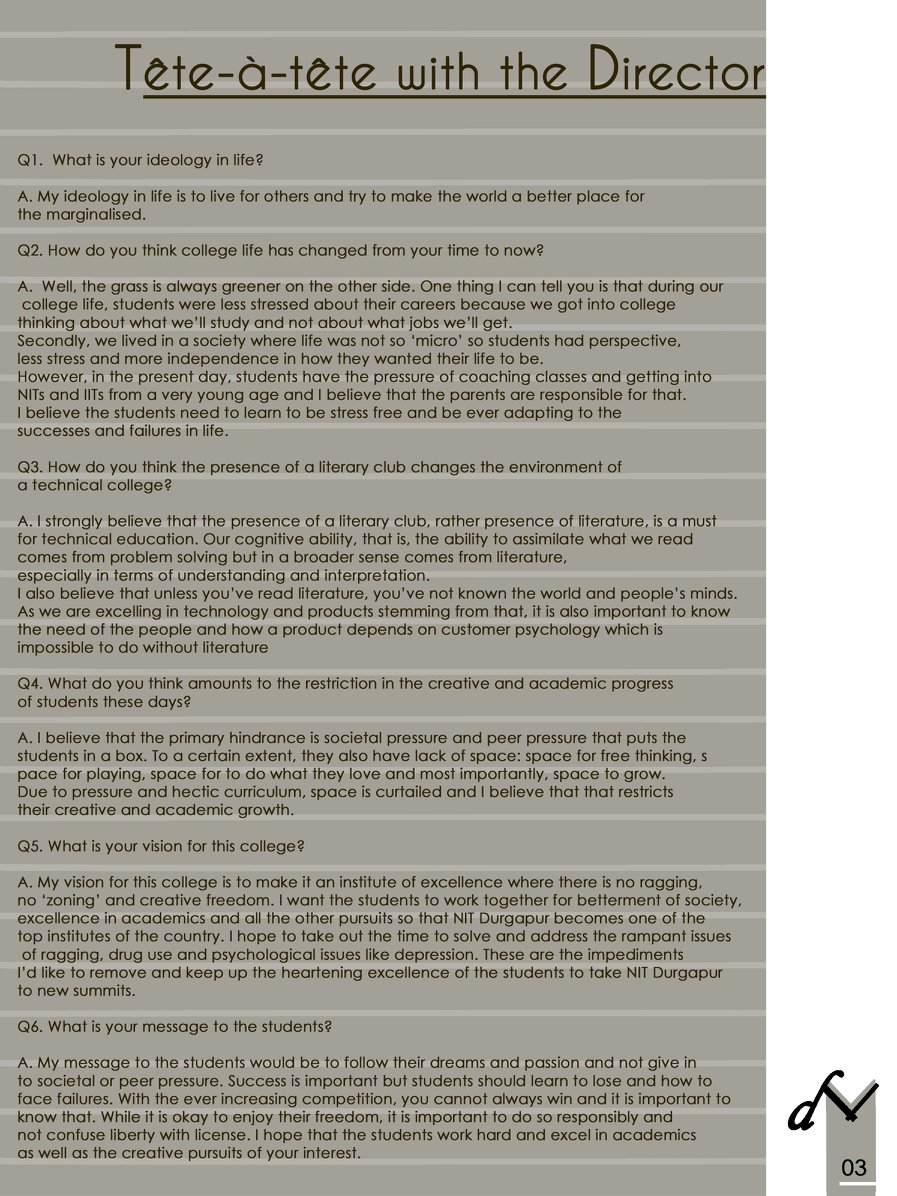 Tête-à-tête with the Director
Q1. What is your ideology in life?
A. My ideology in life is to live for others and try to make the world a better place for
the marginalised.
Q2. How do you think college life has changed from your time to now?
A. Well, the grass is always greener on the other side. One thing I can tell you is that during our
college life, students were less stressed about their careers because we got into college
thinking about what we’ll study and not about what jobs we’ll get.
Secondly, we lived in a society where life was not so ‘micro’ so students had perspective,
less stress and more independence in how they wanted their life to be.
However, in the present day, students have the pressure of coaching classes and getting into
NITs and IITs from a very young age and I believe that the parents are responsible for that.
I believe the students need to learn to be stress free and be ever adapting to the
successes and failures in life.
Q3. How do you think the presence of a literary club changes the environment of
a technical college?
A. I strongly believe that the presence of a literary club, rather presence of literature, is a must
for technical education. Our cognitive ability, that is, the ability to assimilate what we read
comes from problem solving but in a broader sense comes from literature,
especially in terms of understanding and interpretation.
I also believe that unless you’ve read literature, you’ve not known the world and people’s minds.
As we are excelling in technology and products stemming from that, it is also important to know
the need of the people and how a product depends on customer psychology which is
impossible to do without literature
Q4. What do you think amounts to the restriction in the creative and academic progress
of students these days?
A. I believe that the primary hindrance is societal pressure and peer pressure that puts the
students in a box. To a certain extent, they also have lack of space: space for free thinking, s
pace for playing, space for to do what they love and most importantly, space to grow.
Due to pressure and hectic curriculum, space is curtailed and I believe that that restricts
their creative and academic growth.
Q5. What is your vision for this college?
A. My vision for this college is to make it an institute of excellence where there is no ragging,
no ‘zoning’ and creative freedom. I want the students to work together for betterment of society,
excellence in academics and all the other pursuits so that NIT Durgapur becomes one of the
top institutes of the country. I hope to take out the time to solve and address the rampant issues
of ragging, drug use and psychological issues like depression. These are the impediments
I’d like to remove and keep up the heartening excellence of the students to take NIT Durgapur
to new summits.
Q6. What is your message to the students?
A. My message to the students would be to follow their dreams and passion and not give in
to societal or peer pressure. Success is important but students should learn to lose and how to
face failures. With the ever increasing competition, you cannot always win and it is important to
know that. While it is okay to enjoy their freedom, it is important to do so responsibly and
not confuse liberty with license. I hope that the students work hard and excel in academics
as well as the creative pursuits of your interest.
03